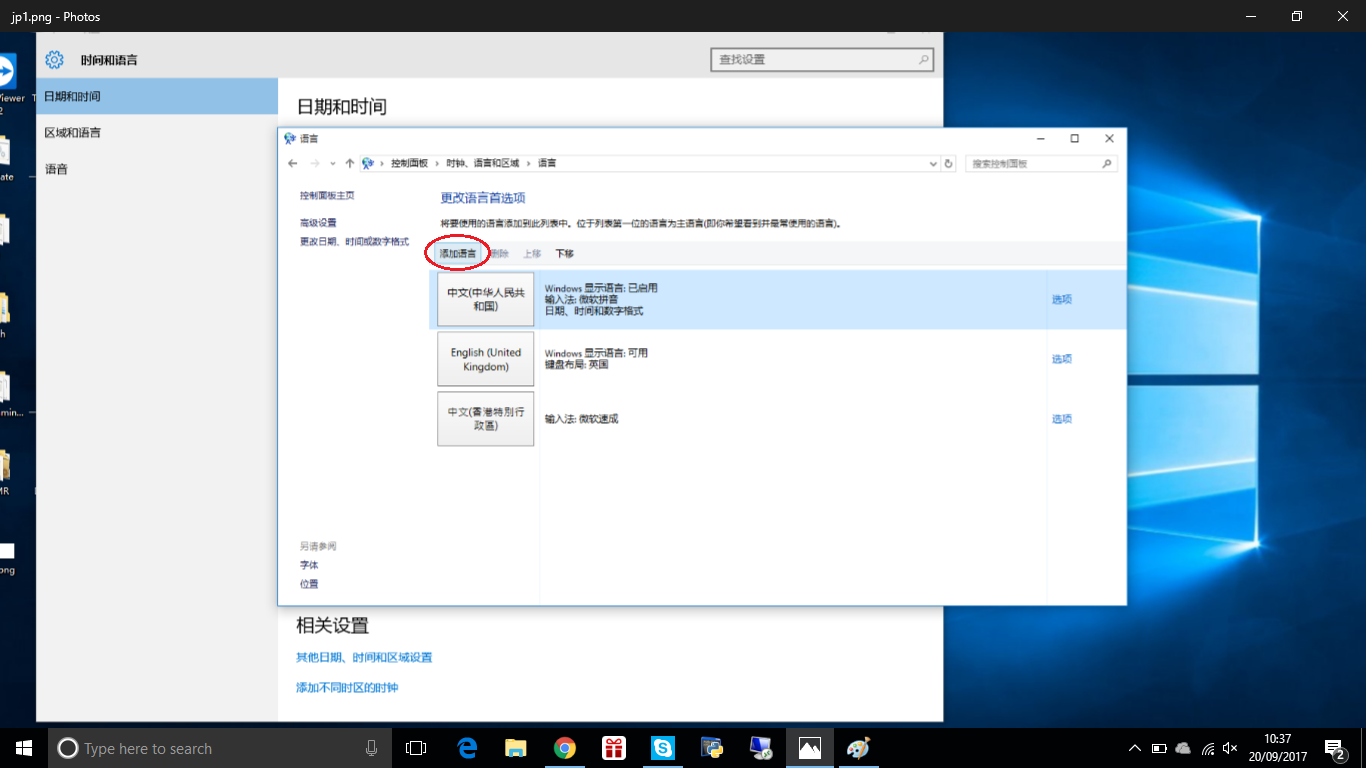 jp1.png - Photos
时间和语言
查找设置
日期和时间
区域和语言
语音
日期和时间
语言
控制面板 › 时钟、语言和区域 › 语言
搜索控制面板
控制面板主页
高级设置
更改日期、时间或数字格式
更改语言首选项
将要使用的语言添加到此列表中。位于列表第一位的语言为主语言(即你希望看到并最常使用的语言)。
添加语言 删除 上移 下移
中文(中华人民共
和国)
Windows 显示语言: 已启用
输入法: 微软拼音
日期、时间和数字格式
选项
English (United
Kingdom)
Windows 显示语言: 可用
键盘布局: 英国
选项
中文(香港特別行
政區)
输入法: 微软速成
选项
另请参阅
字体
位置
相关设置
其他日期、时间和区域设置
添加不同时区的时钟
Type here to search
10:37
20/09/2017
2